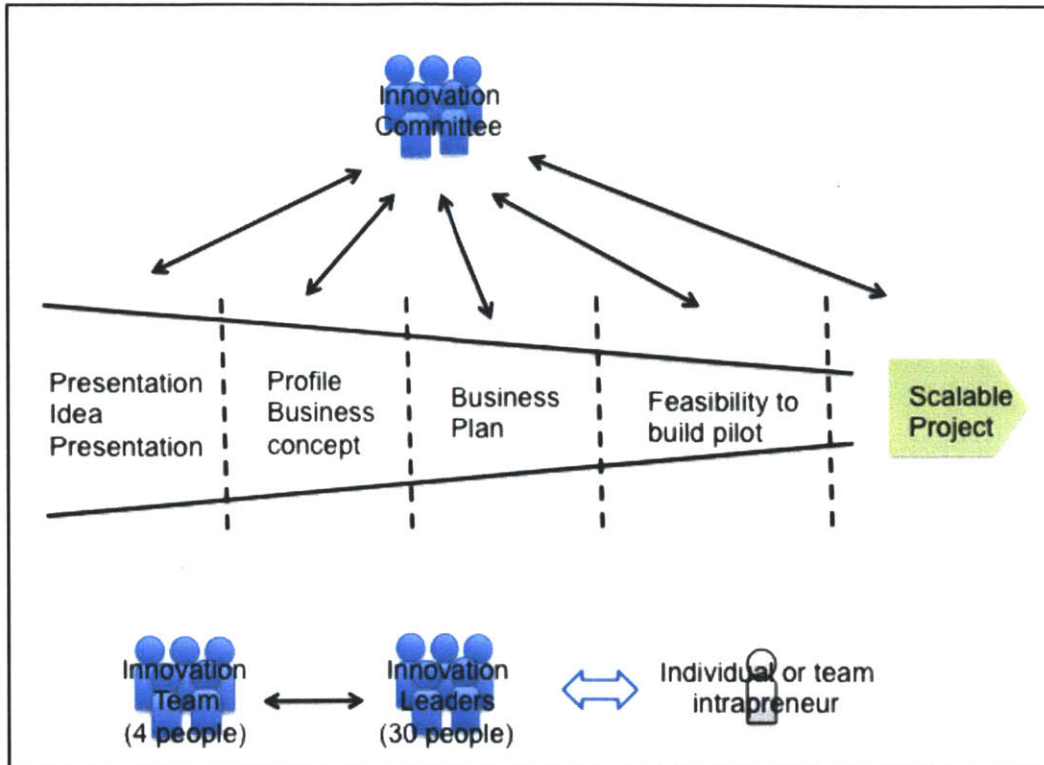 Innovation
Committee
Presentation
Idea
Presentation
Profile
Business
concept
Business
Plan
Feasibility to
build pilot
Scalable
Project
Innovation
Team
(4 people)
Innovation
Leaders
(30 people)
Individual or team
intrapreneur